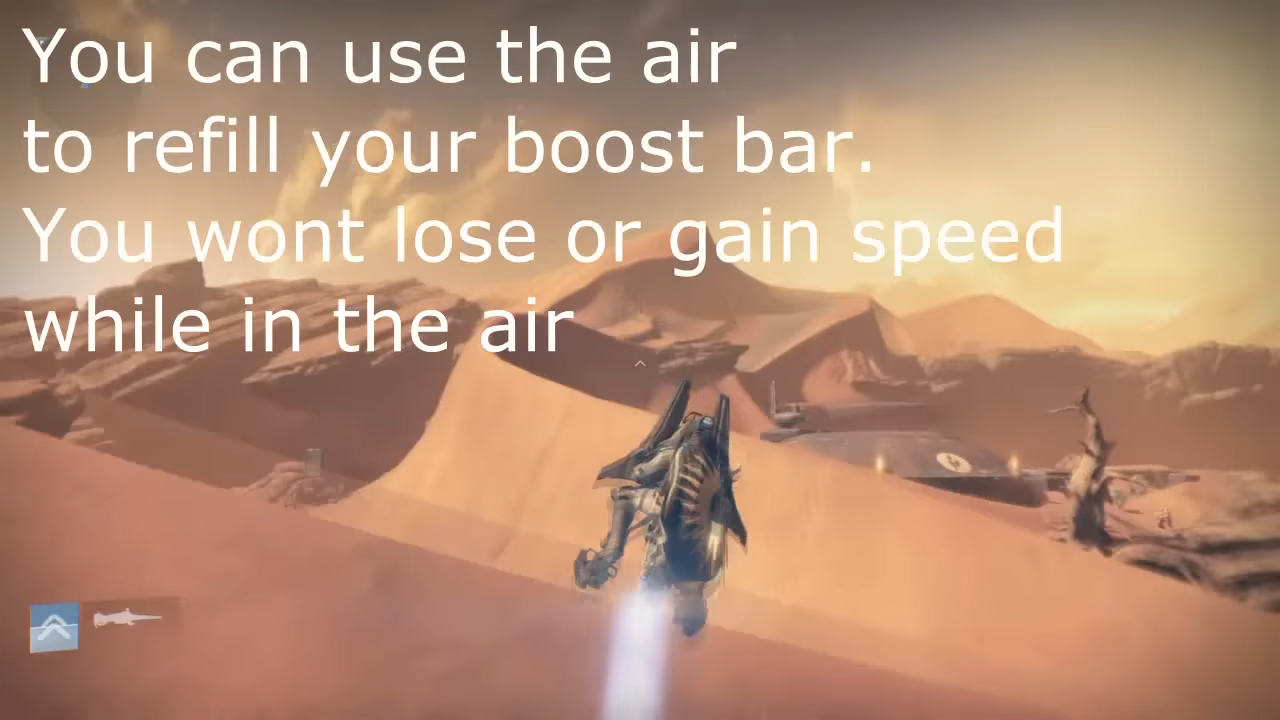 You can use the air
to refill your boost bar.
You wont lose or gain speed
while in the air